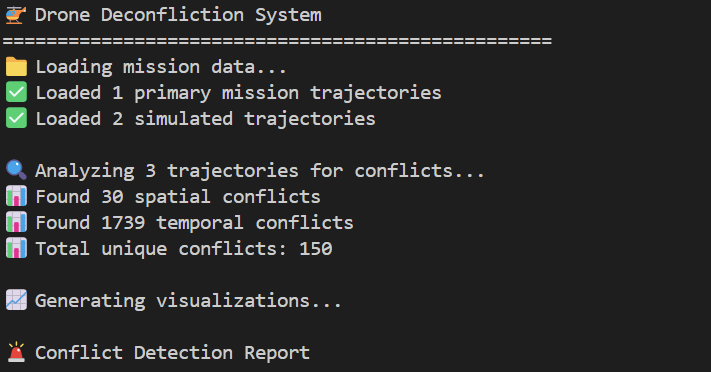 🚁 Drone Deconfliction System
==================================================
📁 Loading mission data...
✅ Loaded 1 primary mission trajectories
✅ Loaded 2 simulated trajectories
🔍 Analyzing 3 trajectories for conflicts...
📊 Found 30 spatial conflicts
📊 Found 1739 temporal conflicts
📊 Total unique conflicts: 150
📈 Generating visualizations...
🚨 Conflict Detection Report